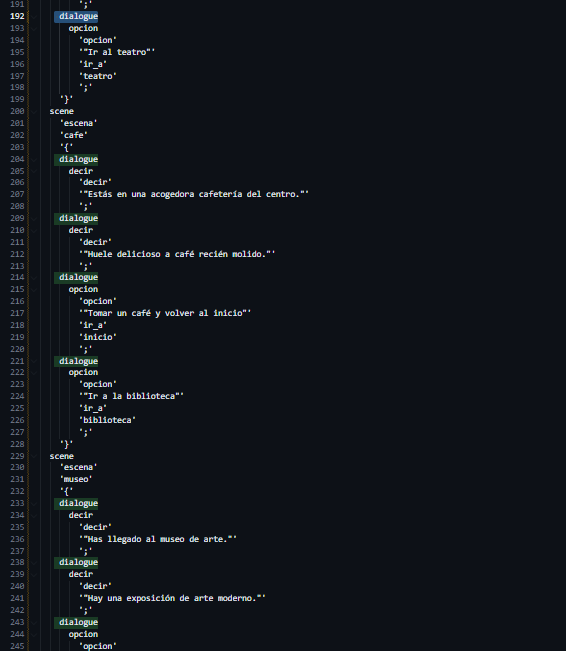 191 ';'
192 dialogue
193 opcion
194 'opcion'
195 '"Ir al teatro"'
196 'ir_a'
197 'teatro'
198 ';'
199 '}'
200 scene
201 'escena'
202 'cafe'
203 '{'
204 dialogue
205 decir
206 'decir'
207 '"Estás en una acogedora cafetería del centro."'
208 ';'
209 dialogue
210 decir
211 'decir'
212 '"Huele delicioso a café recién molido."'
213 ';'
214 dialogue
215 opcion
216 'opcion'
217 '"Tomar un café y volver al inicio"'
218 'ir_a'
219 'inicio'
220 ';'
221 dialogue
222 opcion
223 'opcion'
224 '"Ir a la biblioteca"'
225 'ir_a'
226 'biblioteca'
227 ';'
228 '}'
229 scene
230 'escena'
231 'museo'
232 '{'
233 dialogue
234 decir
235 'decir'
236 '"Has llegado al museo de arte."'
237 ';'
238 dialogue
239 decir
240 'decir'
241 '"Hay una exposición de arte moderno."'
242 ';'
243 dialogue
244 opcion
245 'opcion'